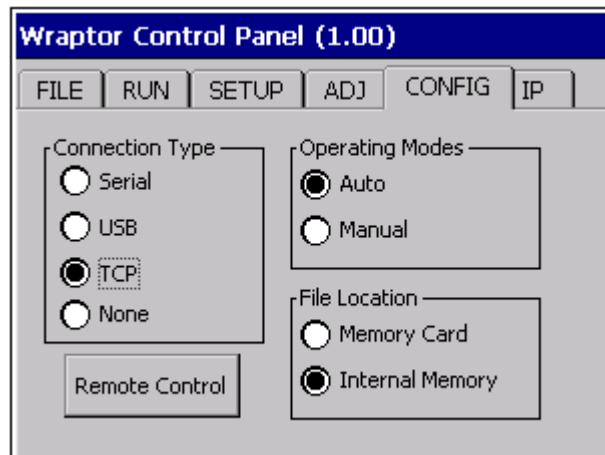 Wraptor Control Panel (1.00)
FILE RUN SETUP ADJ CONFIG IP
Connection Type
Serial
USB
TCP
None
Remote Control
Operating Modes
Auto
Manual
File Location
Memory Card
Internal Memory